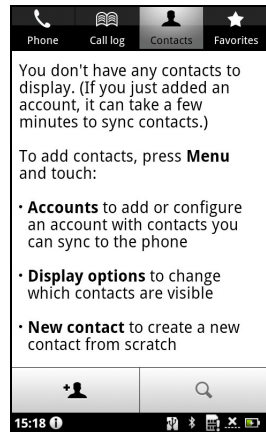 Phone Call log Contacts Favorites
You don't have any contacts to
display. (If you just added an
account, it can take a few
minutes to sync contacts.)
To add contacts, press Menu
and touch:
· Accounts to add or configure
an account with contacts you
can sync to the phone
· Display options to change
which contacts are visible
· New contact to create a new
contact from scratch
15:18